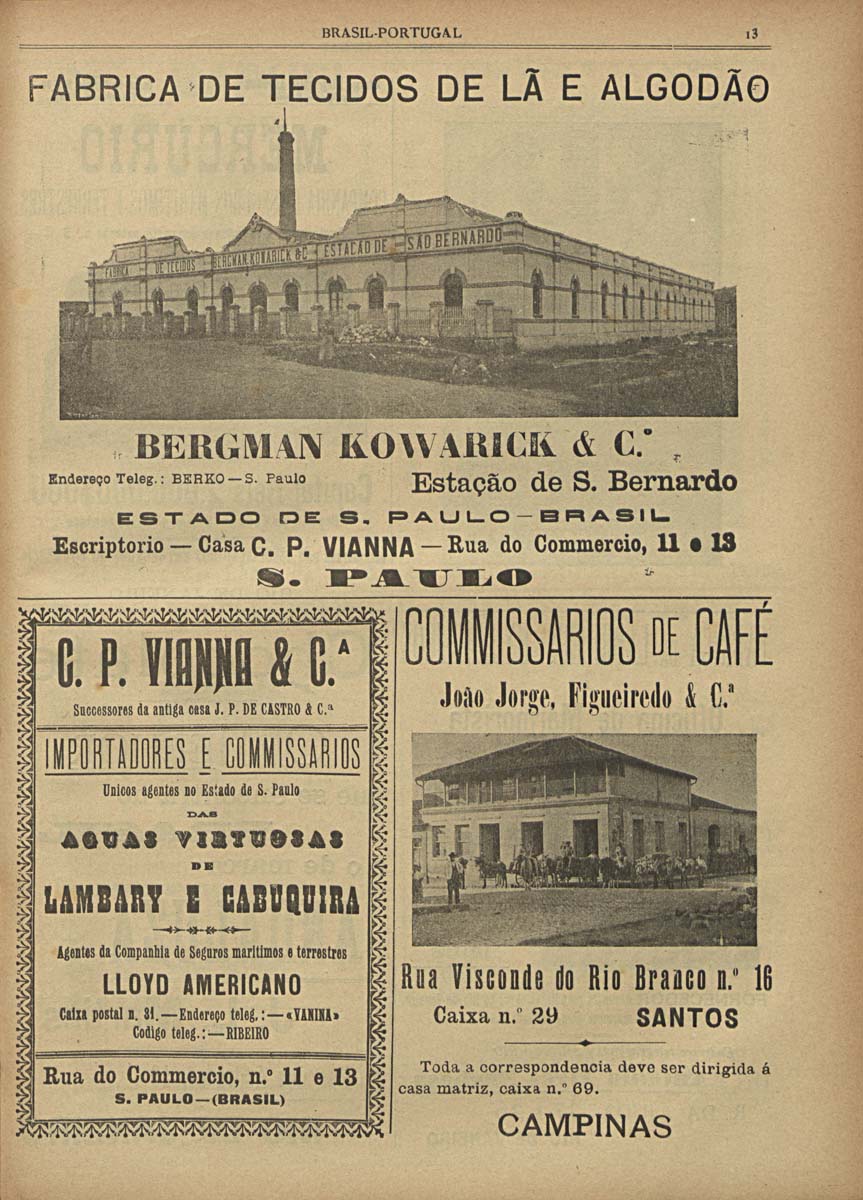 BRASIL-PORTUGAL 13
FABRICA DE TECIDOS DE LÃ E ALGODÃO
FABRICA DE TECIDOS BERGMAN, KOWARICK & C. ESTAÇÃO DE SÃO BERNARDO
BERGMAN KOWARICK & C.ª
Endereço Teleg.: BERKO—S. Paulo Estação de S. Bernardo
ESTADO DE S. PAULO—BRASIL
Escriptorio — Casa C. P. VIANNA — Rua do Commercio, 11 e 13
S. PAULO
C. P. VIANNA & C.ª
Successores da antiga casa J. P. DE CASTRO & C.ª
IMPORTADORES E COMMISSARIOS
Unicos agentes no Estado de S. Paulo
DAS
AGUAS VIRTUOSAS
DE
LAMBARY E CABUQUIRA
Agentes da Companhia de Seguros maritimos e terrestres
LLOYD AMERICANO
Caixa postal n. 31.—Endereço teleg.:—«VANINA»
Codigo teleg.:—RIBEIRO
Rua do Commercio, n.º 11 e 13
S. PAULO—(BRASIL)
COMMISSARIOS DE CAFÉ
João Jorge, Figueiredo & C.ª
Rua Visconde do Rio Branco n.º 16
Caixa n.º 29 SANTOS
Toda a correspondencia deve ser dirigida á
casa matriz, caixa n.º 69.
CAMPINAS